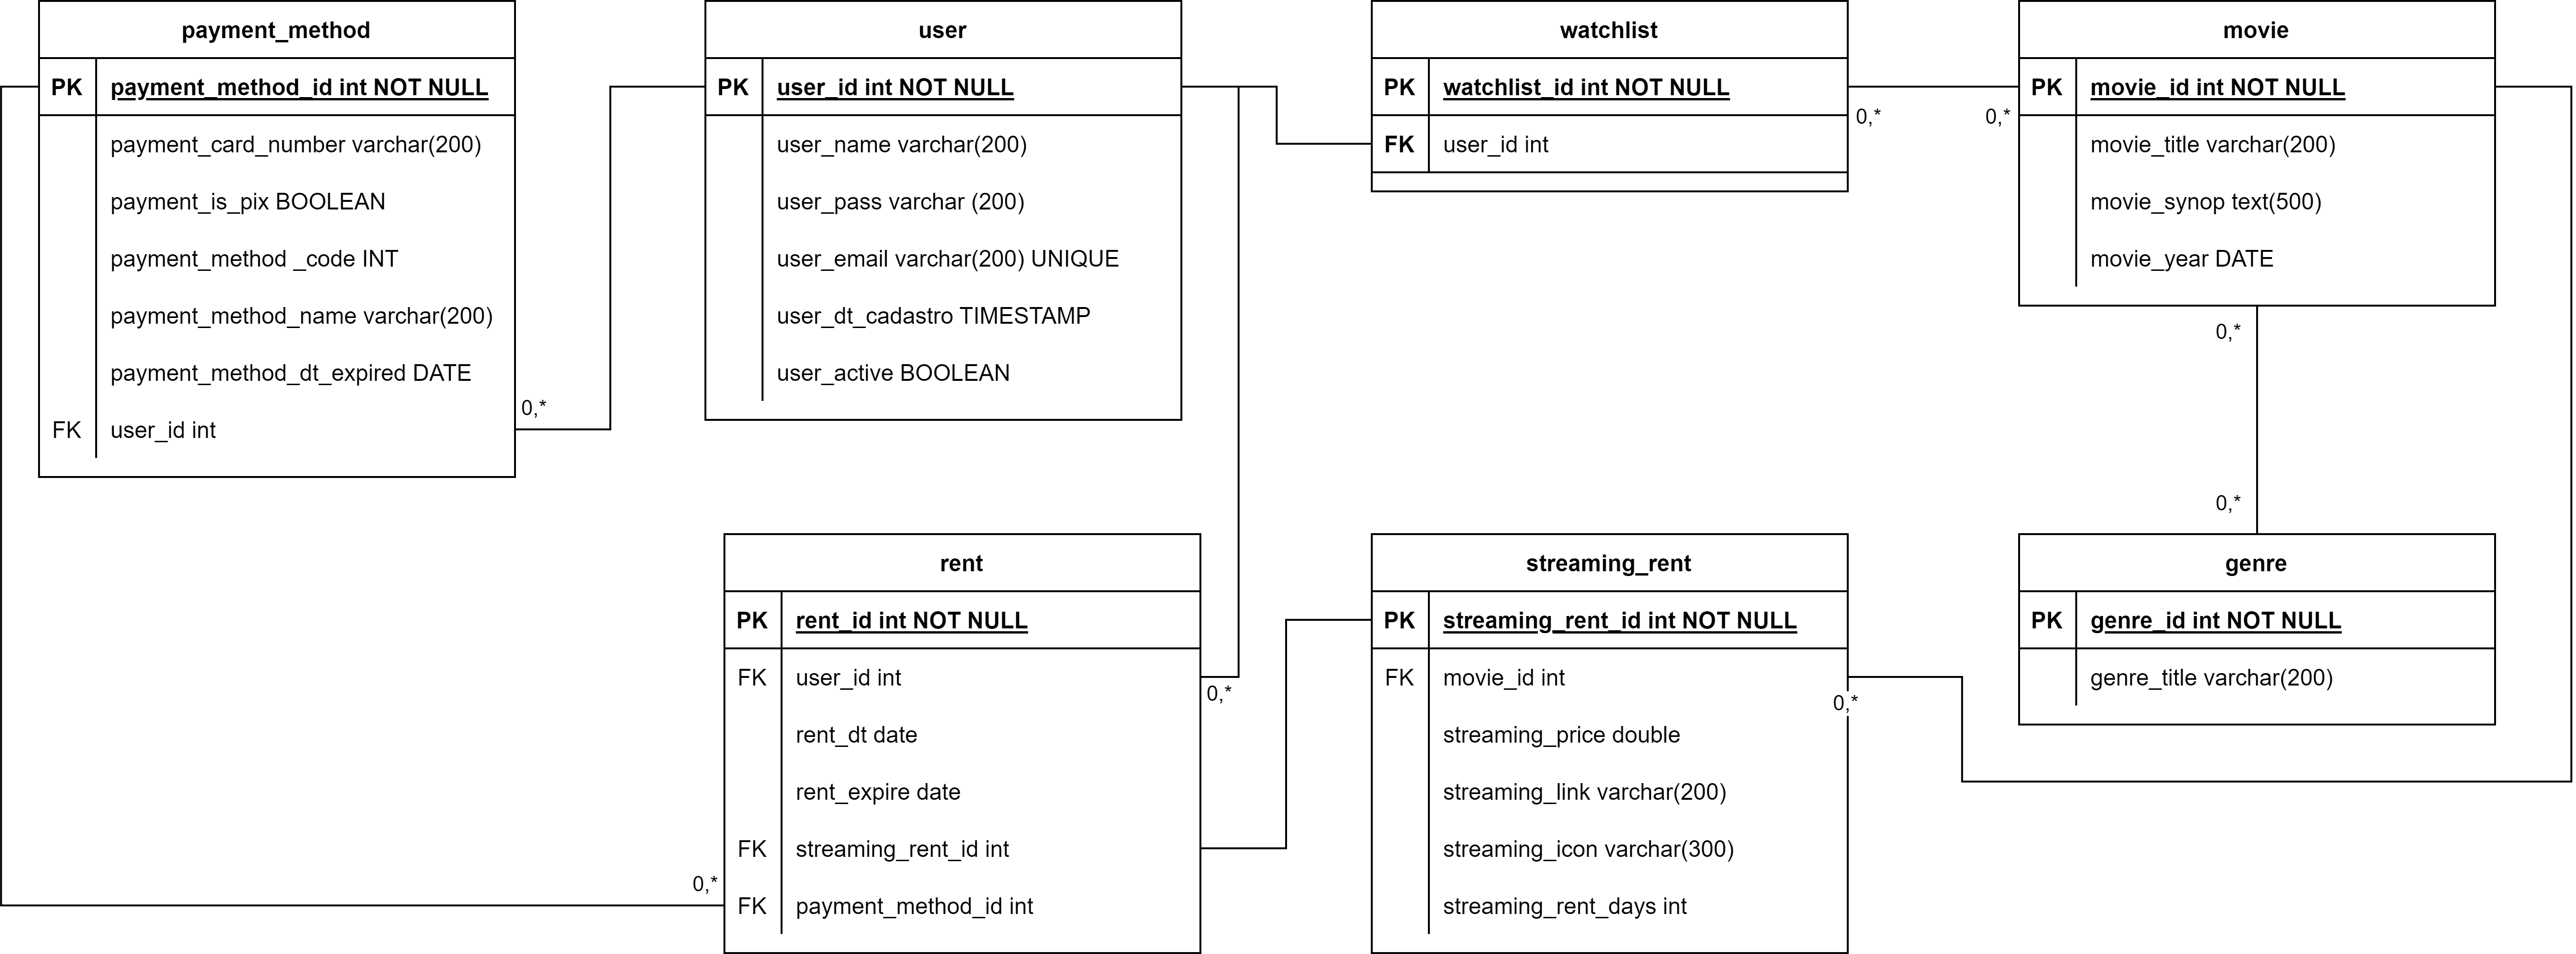 payment_method
PK payment_method_id int NOT NULL
payment_card_number varchar(200)
payment_is_pix BOOLEAN
payment_method _code INT
payment_method_name varchar(200)
payment_method_dt_expired DATE
FK user_id int
0,*
user
PK user_id int NOT NULL
user_name varchar(200)
user_pass varchar (200)
user_email varchar(200) UNIQUE
user_dt_cadastro TIMESTAMP
user_active BOOLEAN
watchlist
PK watchlist_id int NOT NULL
FK user_id int
0,*
0,*
movie
PK movie_id int NOT NULL
movie_title varchar(200)
movie_synop text(500)
movie_year DATE
0,*
0,*
rent
PK rent_id int NOT NULL
FK user_id int
0,*
rent_dt date
rent_expire date
FK streaming_rent_id int
0,*
FK payment_method_id int
streaming_rent
PK streaming_rent_id int NOT NULL
FK movie_id int
0,*
streaming_price double
streaming_link varchar(200)
streaming_icon varchar(300)
streaming_rent_days int
genre
PK genre_id int NOT NULL
genre_title varchar(200)